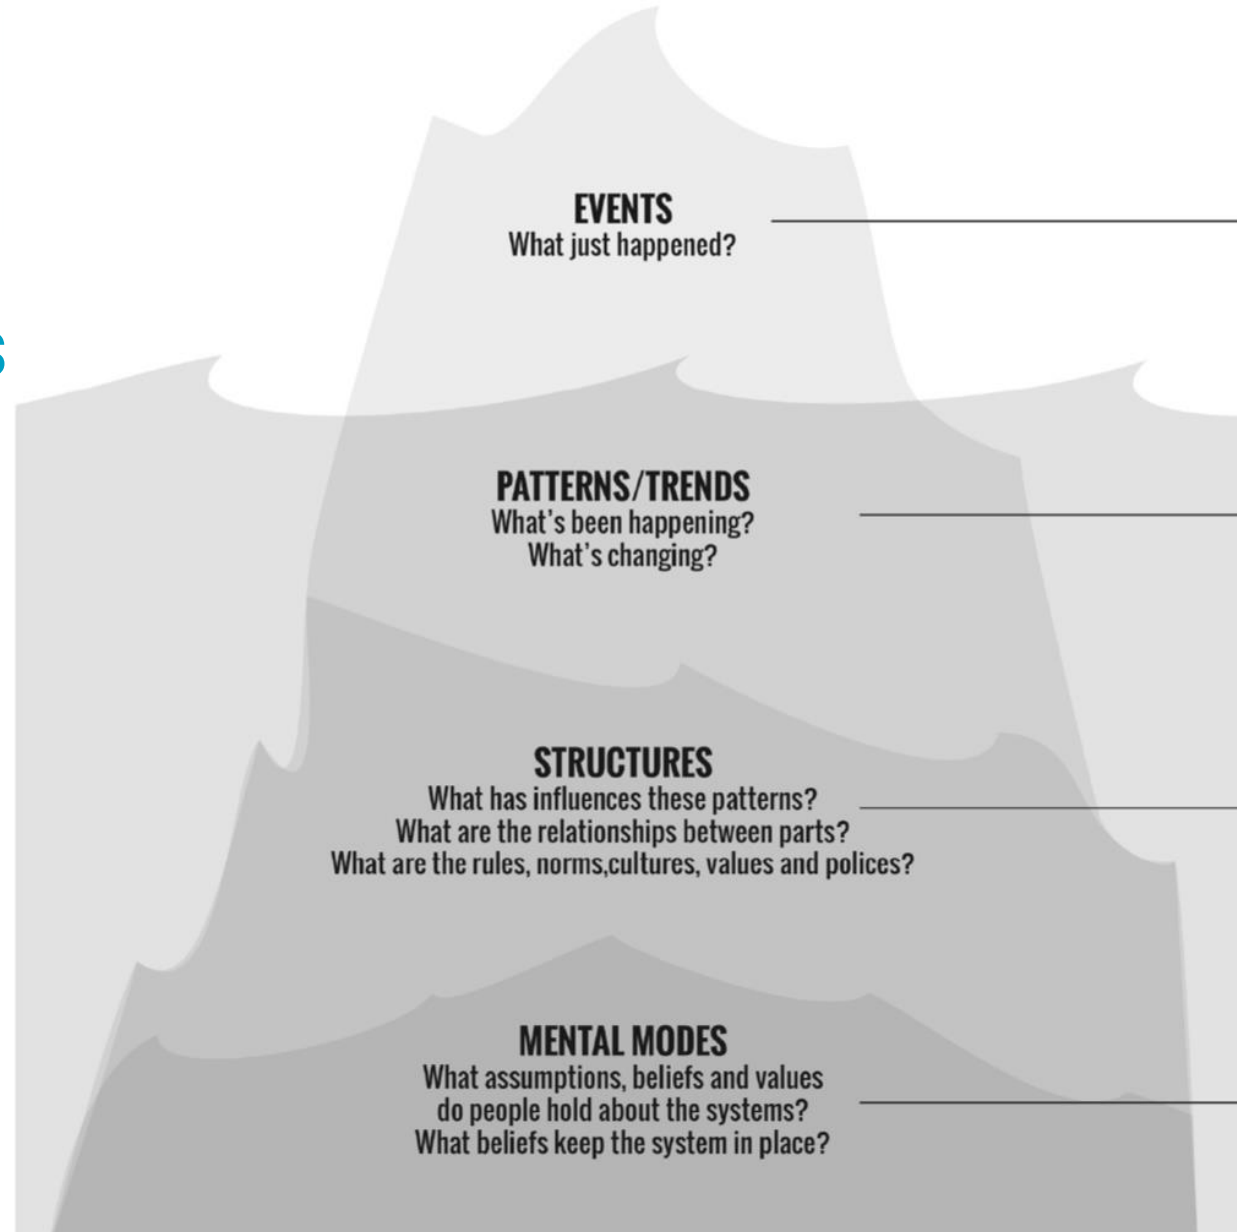 EVENTS
What just happened?
s
PATTERNS/TRENDS
What's been happening?
What's changing?
STRUCTURES
What has influences these patterns?
What are the relationships between parts?
What are the rules, norms,cultures, values and polices?
MENTAL MODES
What assumptions, beliefs and values
do people hold about the systems?
What beliefs keep the system in place?